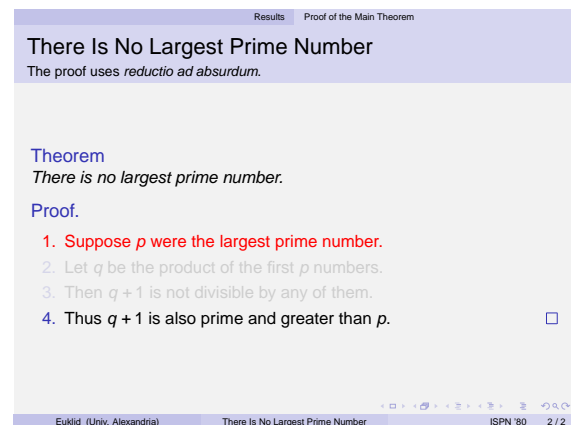 Results Proof of the Main Theorem
There Is No Largest Prime Number
The proof uses reductio ad absurdum.
Theorem
There is no largest prime number.
Proof.
1. Suppose p were the largest prime number.
2. Let q be the product of the first p numbers.
3. Then q + 1 is not divisible by any of them.
4. Thus q + 1 is also prime and greater than p.
Euklid (Univ. Alexandria) There Is No Largest Prime Number ISPN '80 2 / 2